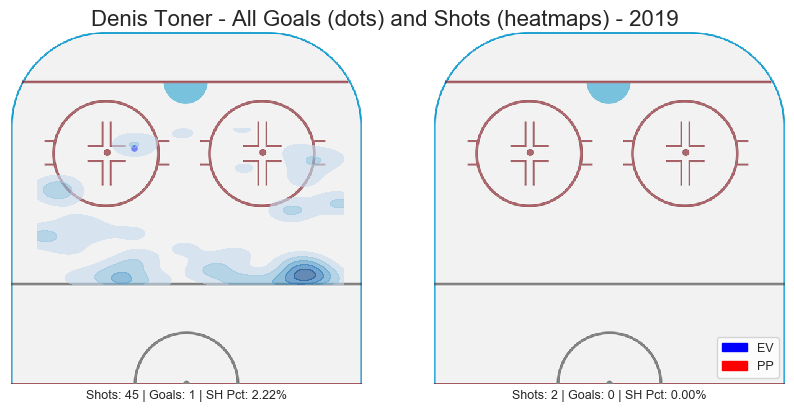 Denis Toner - All Goals (dots) and Shots (heatmaps) - 2019
EV
PP
Shots: 45 | Goals: 1 | SH Pct: 2.22%
Shots: 2 | Goals: 0 | SH Pct: 0.00%